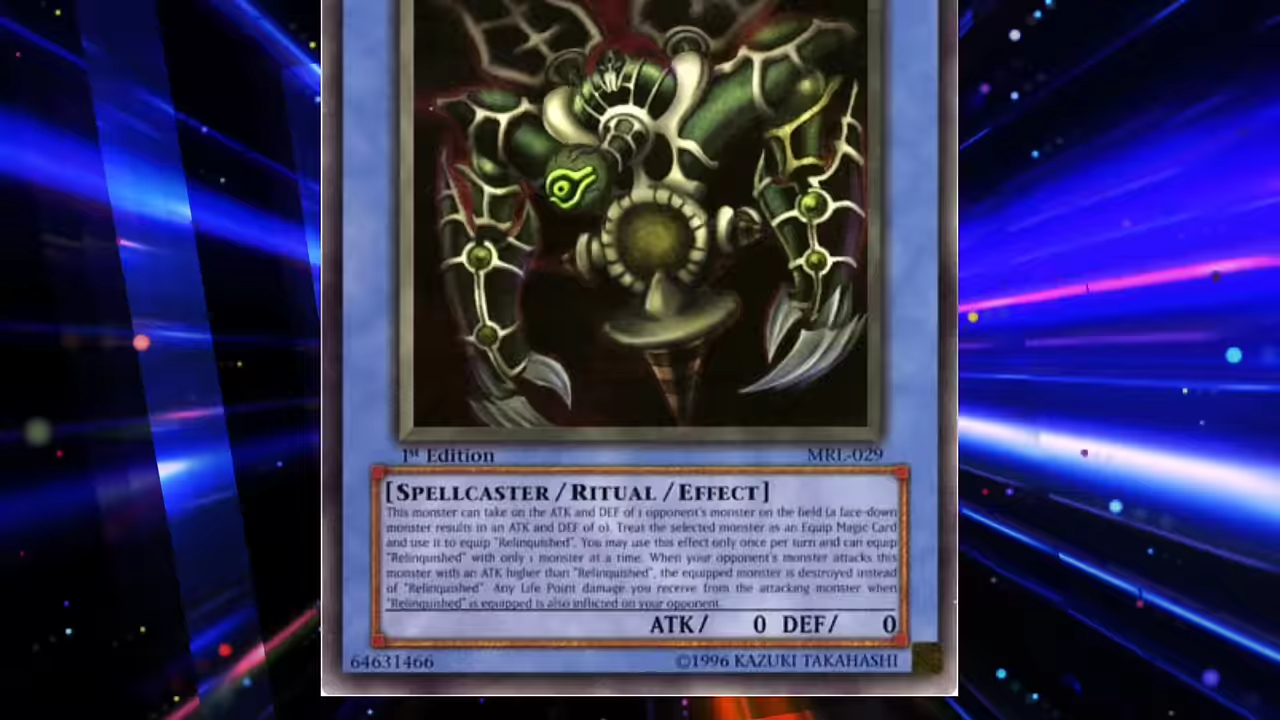 1st Edition MRL-029
[SPELLCASTER/RITUAL/EFFECT]
This monster can take on the ATK and DEF of 1 opponent's monster on the field (a face-down
monster results in an ATK and DEF of 0). Treat the selected monster as an Equip Magic Card
and use it to equip "Relinquished". You may use this effect only once per turn and can equip
"Relinquished" with only 1 monster at a time. When your opponent's monster attacks this
monster with an ATK higher than "Relinquished", the equipped monster is destroyed instead
of "Relinquished". Any Life Point damage you receive from the attacking monster when
"Relinquished" is equipped is also inflicted on your opponent.
ATK/ 0 DEF/ 0
64631466 ©1996 KAZUKI TAKAHASHI